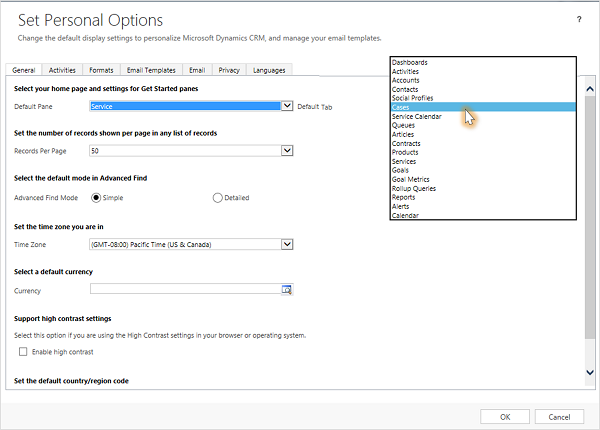 Set Personal Options
?
Change the default display settings to personalize Microsoft Dynamics CRM, and manage your email templates.
General Activities Formats Email Templates Email Privacy Languages
Select your home page and settings for Get Started panes
Default Pane Service Default Tab
Dashboards
Activities
Accounts
Contacts
Social Profiles
Cases
Service Calendar
Queues
Articles
Contracts
Products
Services
Goals
Goal Metrics
Rollup Queries
Reports
Alerts
Calendar
Set the number of records shown per page in any list of records
Records Per Page 50
Select the default mode in Advanced Find
Advanced Find Mode Simple Detailed
Set the time zone you are in
Time Zone (GMT-08:00) Pacific Time (US & Canada)
Select a default currency
Currency
Support high contrast settings
Select this option if you are using the High Contrast settings in your browser or operating system.
Enable high contrast
Set the default country/region code
OK Cancel